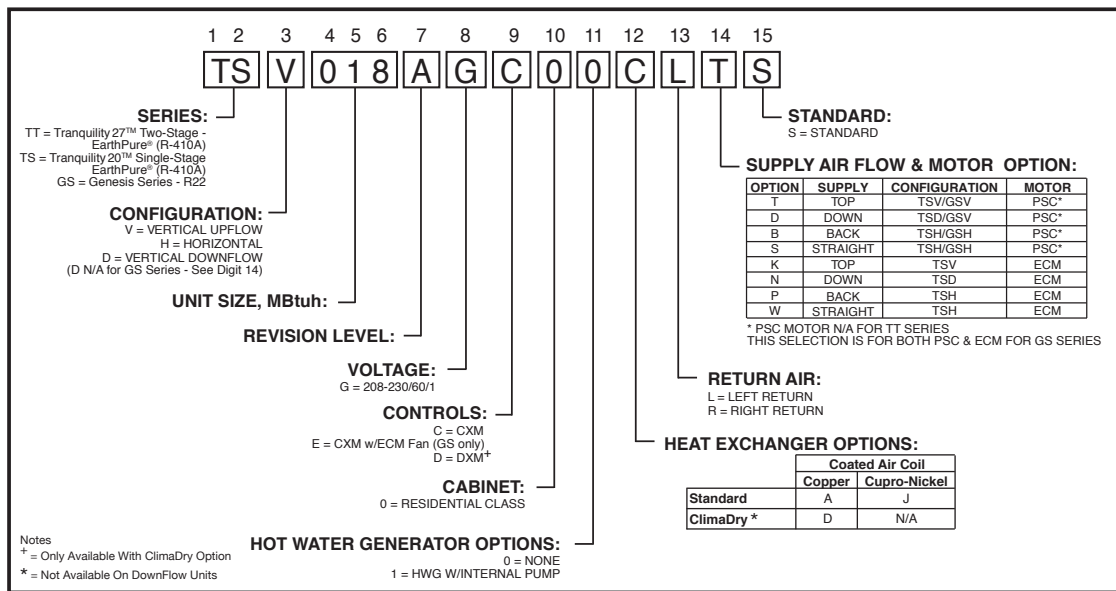 1 2 3 4 5 6 7 8 9 10 11 12 13 14 15
TS V 018 A G C 0 0 C L T S
SERIES:
TT = Tranquility 27™ Two-Stage -
EarthPure® (R-410A)
TS = Tranquility 20™ Single-Stage
EarthPure® (R-410A)
GS = Genesis Series - R22
CONFIGURATION:
V = VERTICAL UPFLOW
H = HORIZONTAL
D = VERTICAL DOWNFLOW
(D N/A for GS Series - See Digit 14)
UNIT SIZE, MBtuh:
REVISION LEVEL:
VOLTAGE:
G = 208-230/60/1
CONTROLS:
C = CXM
E = CXM w/ECM Fan (GS only)
D = DXM+
CABINET:
0 = RESIDENTIAL CLASS
HOT WATER GENERATOR OPTIONS:
0 = NONE
1 = HWG W/INTERNAL PUMP
Notes
+ = Only Available With ClimaDry Option
* = Not Available On DownFlow Units
STANDARD:
S = STANDARD
SUPPLY AIR FLOW & MOTOR OPTION:
OPTION SUPPLY CONFIGURATION MOTOR
T TOP TSV/GSV PSC*
D DOWN TSD/GSV PSC*
B BACK TSH/GSH PSC*
S STRAIGHT TSH/GSH PSC*
K TOP TSV ECM
N DOWN TSD ECM
P BACK TSH ECM
W STRAIGHT TSH ECM
* PSC MOTOR N/A FOR TT SERIES
THIS SELECTION IS FOR BOTH PSC & ECM FOR GS SERIES
RETURN AIR:
L = LEFT RETURN
R = RIGHT RETURN
HEAT EXCHANGER OPTIONS:
Coated Air Coil
Copper Cupro-Nickel
Standard A J
ClimaDry * D N/A